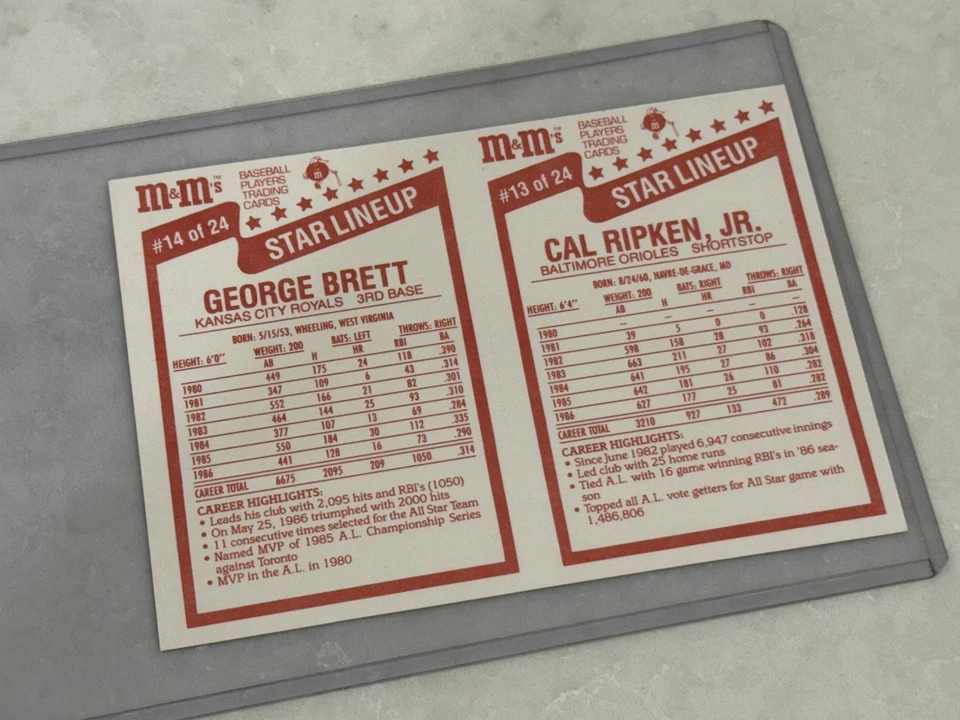 M&M's™
BASEBALL
PLAYERS
TRADING
CARDS
m
#14 of 24
STAR LINEUP
GEORGE BRETT
KANSAS CITY ROYALS 3RD BASE
BORN: 5/15/53, WHEELING, WEST VIRGINIA
HEIGHT: 6'0" WEIGHT: 200 BATS: LEFT THROWS: RIGHT
AB H HR RBI BA
1980 449 175 24 118 .390
1981 347 109 6 43 .314
1982 552 166 21 82 .301
1983 464 144 25 93 .310
1984 377 107 13 69 .284
1985 550 184 30 112 .335
1986 441 128 16 73 .290
CAREER TOTAL 6675 2095 209 1050 .314
CAREER HIGHLIGHTS:
• Leads his club with 2,095 hits and RBI's (1050)
• On May 25, 1986 triumphed with 2000 hits
• 11 consecutive times selected for the All Star Team
• Named MVP of 1985 A.L. Championship Series
against Toronto
• MVP in the A.L. in 1980
M&M's™
BASEBALL
PLAYERS
TRADING
CARDS
m
#13 of 24
STAR LINEUP
CAL RIPKEN, JR.
BALTIMORE ORIOLES SHORTSTOP
BORN: 8/24/60, HAVRE-DE-GRACE, MD
HEIGHT: 6'4" WEIGHT: 200 BATS: RIGHT THROWS: RIGHT
AB H HR RBI BA
1980 – – – – –
1981 39 5 0 0 .128
1982 598 158 28 93 .264
1983 663 211 27 102 .318
1984 641 195 27 86 .304
1985 642 181 26 110 .282
1986 627 177 25 81 .282
CAREER TOTAL 3210 927 133 472 .289
CAREER HIGHLIGHTS:
• Since June 1982 played 6,947 consecutive innings
• Led club with 25 home runs
• Tied A.L. with 16 game winning RBI's in '86 sea-
son
• Topped all A.L. vote getters for All Star game with
1,486,806